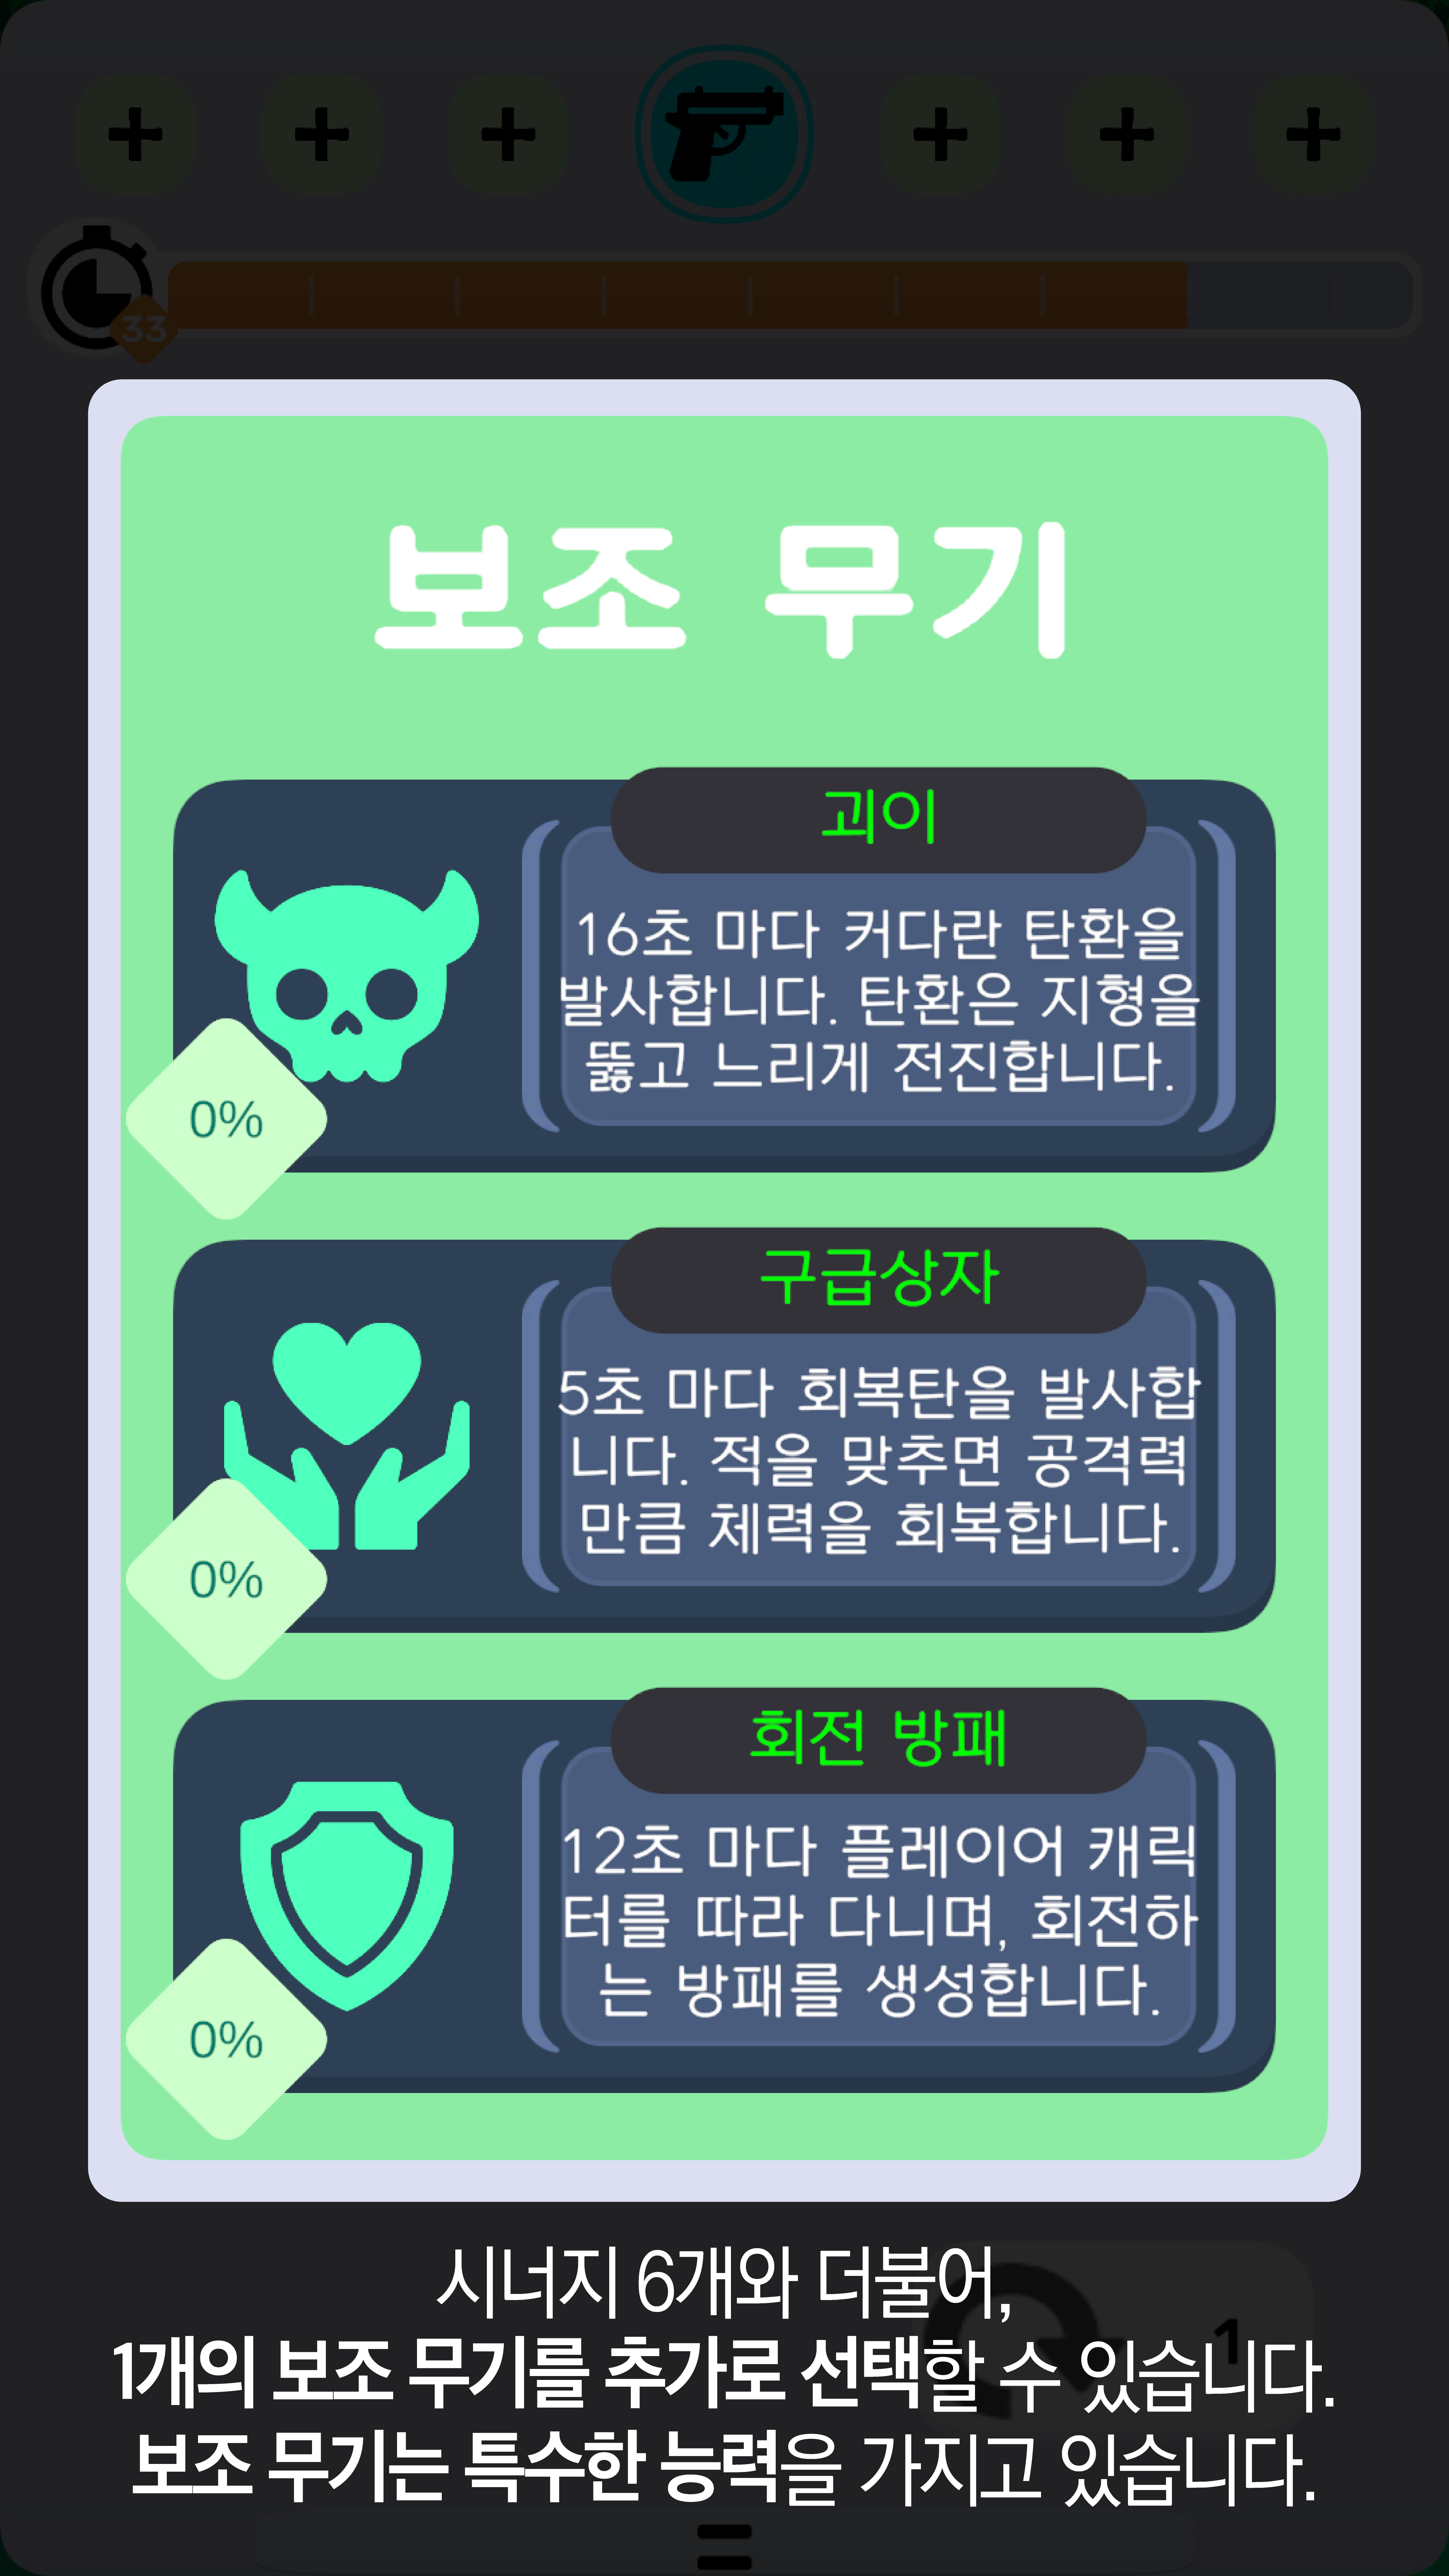 33
보조 무기
괴이
16초 마다 커다란 탄환을
발사합니다. 탄환은 지형을
뚫고 느리게 전진합니다.
0%
구급상자
5초 마다 회복탄을 발사합
니다. 적을 맞추면 공격력
만큼 체력을 회복합니다.
0%
회전 방패
12초 마다 플레이어 캐릭
터를 따라 다니며, 회전하
는 방패를 생성합니다.
0%
시너지 6개와 더불어,
1
1개의 보조 무기를 추가로 선택할 수 있습니다.
보조 무기는 특수한 능력을 가지고 있습니다.